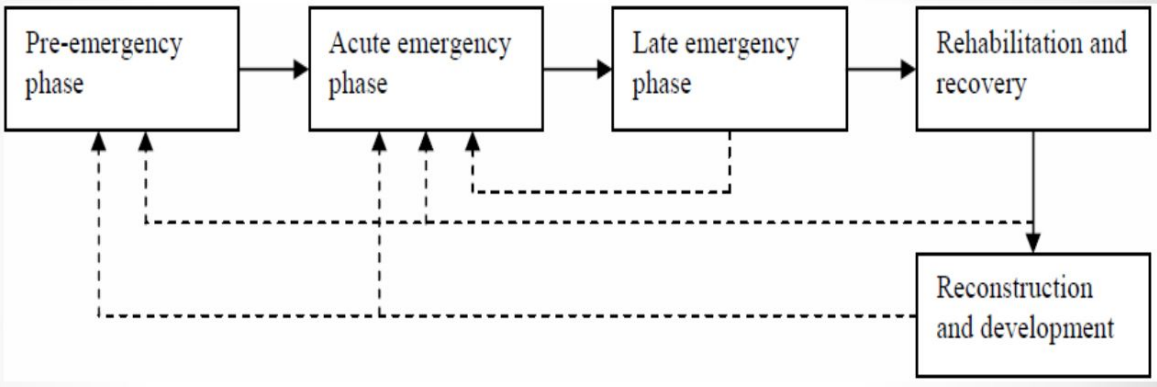 Pre-emergency
phase
Acute emergency
phase
Late emergency
phase
Rehabilitation and
recovery
Reconstruction
and development